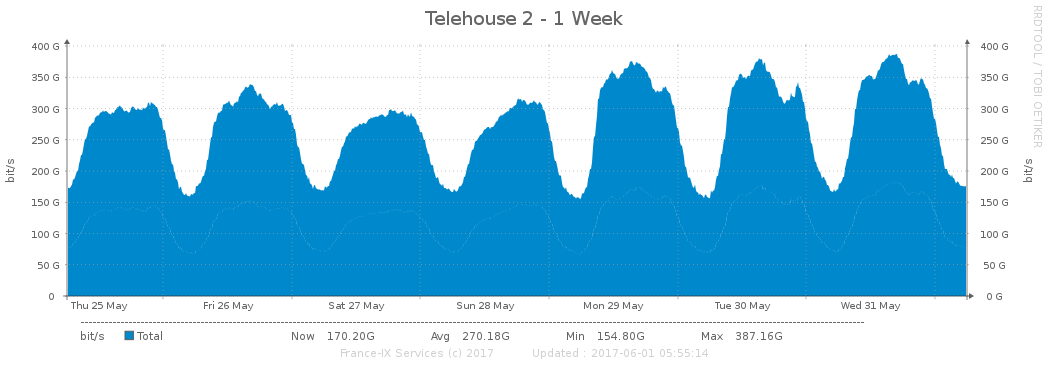 Telehouse 2 - 1 Week
RRDTOOL / TOBI OETIKER
400 G 400 G
350 G 350 G
300 G 300 G
250 G 250 G
200 G 200 G
150 G 150 G
100 G 100 G
50 G 50 G
0 0 G
bit/s bit/s
Thu 25 May Fri 26 May Sat 27 May Sun 28 May Mon 29 May Tue 30 May Wed 31 May
bit/s Total Now 170.20G Avg 270.18G Min 154.80G Max 387.16G
France-IX Services (c) 2017 Updated : 2017-06-01 05:55:14